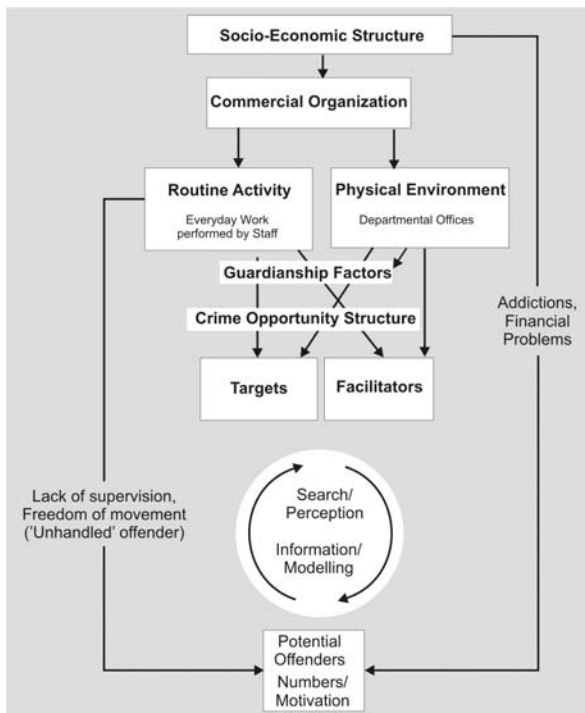 Socio-Economic Structure
Commercial Organization
Routine Activity
Everyday Work
performed by Staff
Physical Environment
Departmental Offices
Guardianship Factors
Crime Opportunity Structure
Addictions,
Financial
Problems
Targets
Facilitators
Lack of supervision,
Freedom of movement
('Unhandled' offender)
Search/
Perception
Information/
Modelling
Potential
Offenders
Numbers/
Motivation